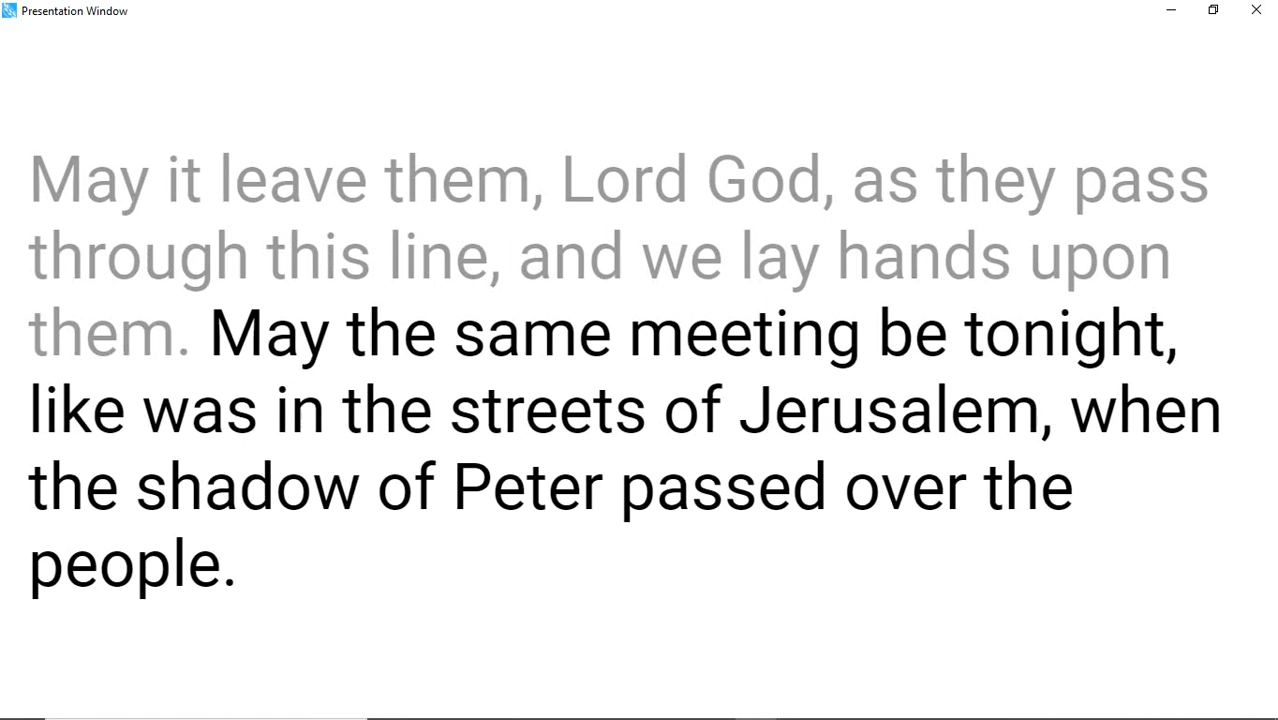 Presentation Window
May it leave them, Lord God, as they pass
through this line, and we lay hands upon
them. May the same meeting be tonight,
like was in the streets of Jerusalem, when
the shadow of Peter passed over the
people.